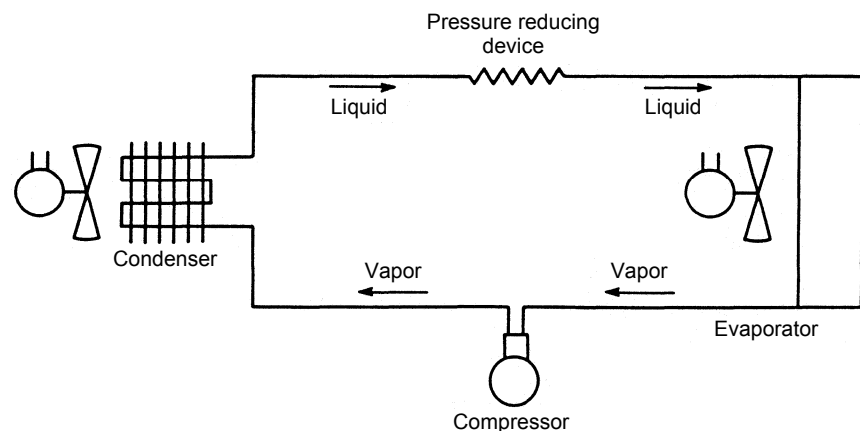 Pressure reducing
device
Liquid
Liquid
Condenser
Vapor
Vapor
Evaporator
Compressor